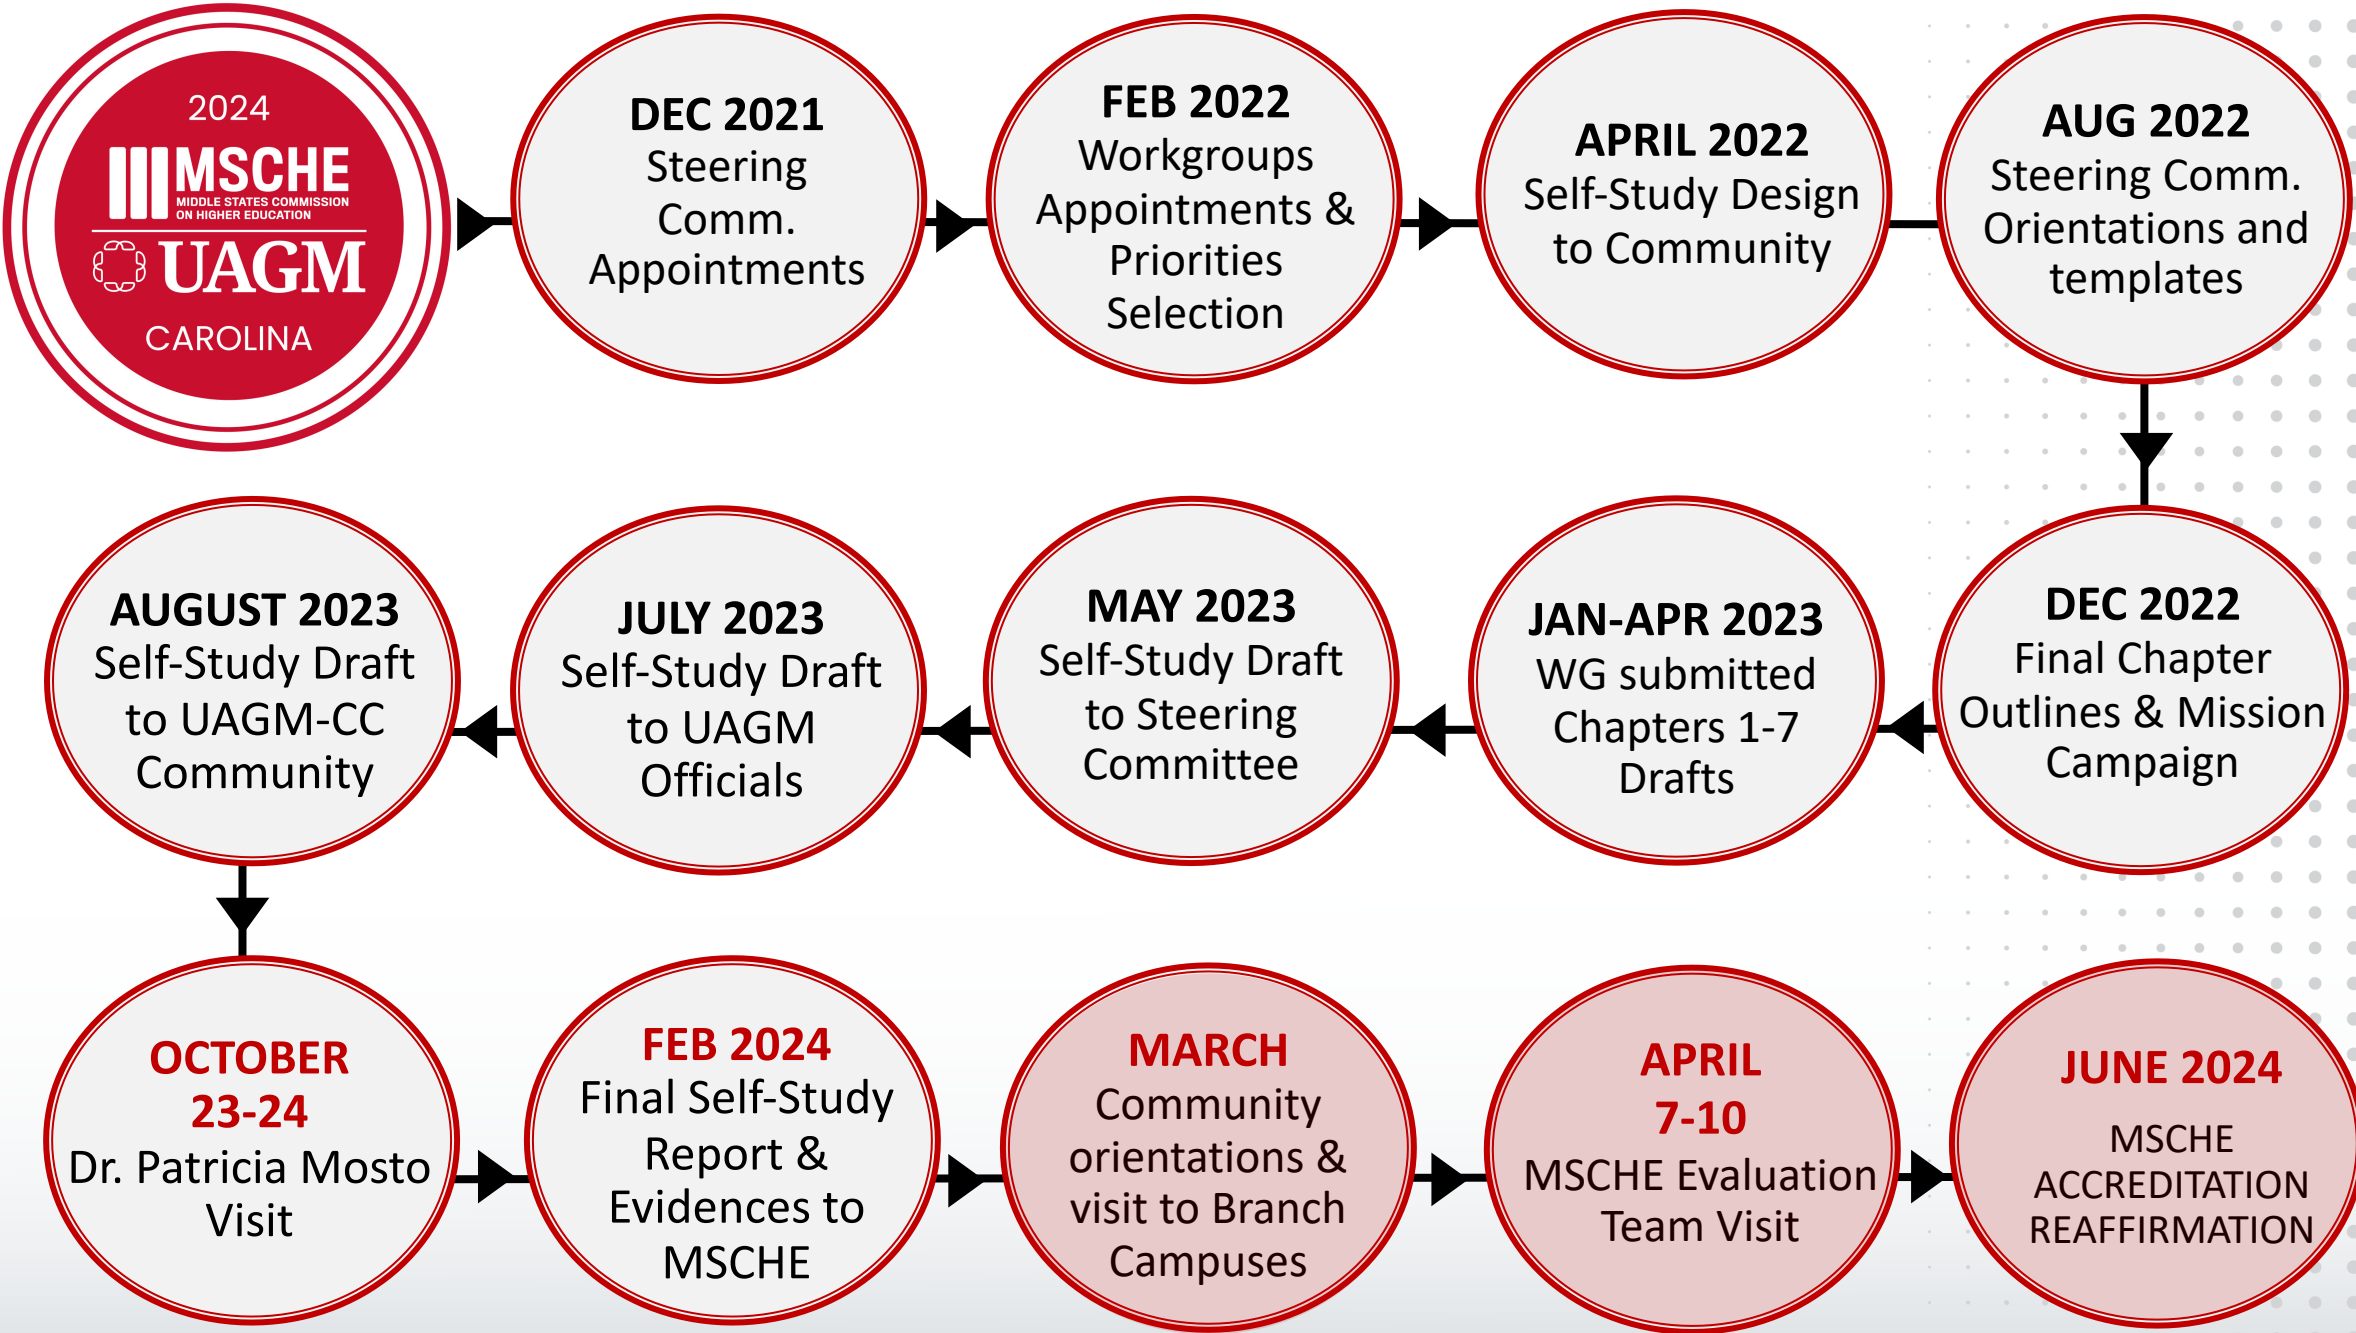 2024
MSCHE
MIDDLE STATES COMMISSION
ON HIGHER EDUCATION
UAGM
CAROLINA
DEC 2021
Steering
Comm.
Appointments
FEB 2022
Workgroups
Appointments &
Priorities
Selection
APRIL 2022
Self-Study Design
to Community
AUG 2022
Steering Comm.
Orientations and
templates
DEC 2022
Final Chapter
Outlines & Mission
Campaign
JAN-APR 2023
WG submitted
Chapters 1-7
Drafts
MAY 2023
Self-Study Draft
to Steering
Committee
JULY 2023
Self-Study Draft
to UAGM
Officials
AUGUST 2023
Self-Study Draft
to UAGM-CC
Community
OCTOBER
23-24
Dr. Patricia Mosto
Visit
FEB 2024
Final Self-Study
Report &
Evidences to
MSCHE
MARCH
Community
orientations &
visit to Branch
Campuses
APRIL
7-10
MSCHE Evaluation
Team Visit
JUNE 2024
MSCHE
ACCREDITATION
REAFFIRMATION